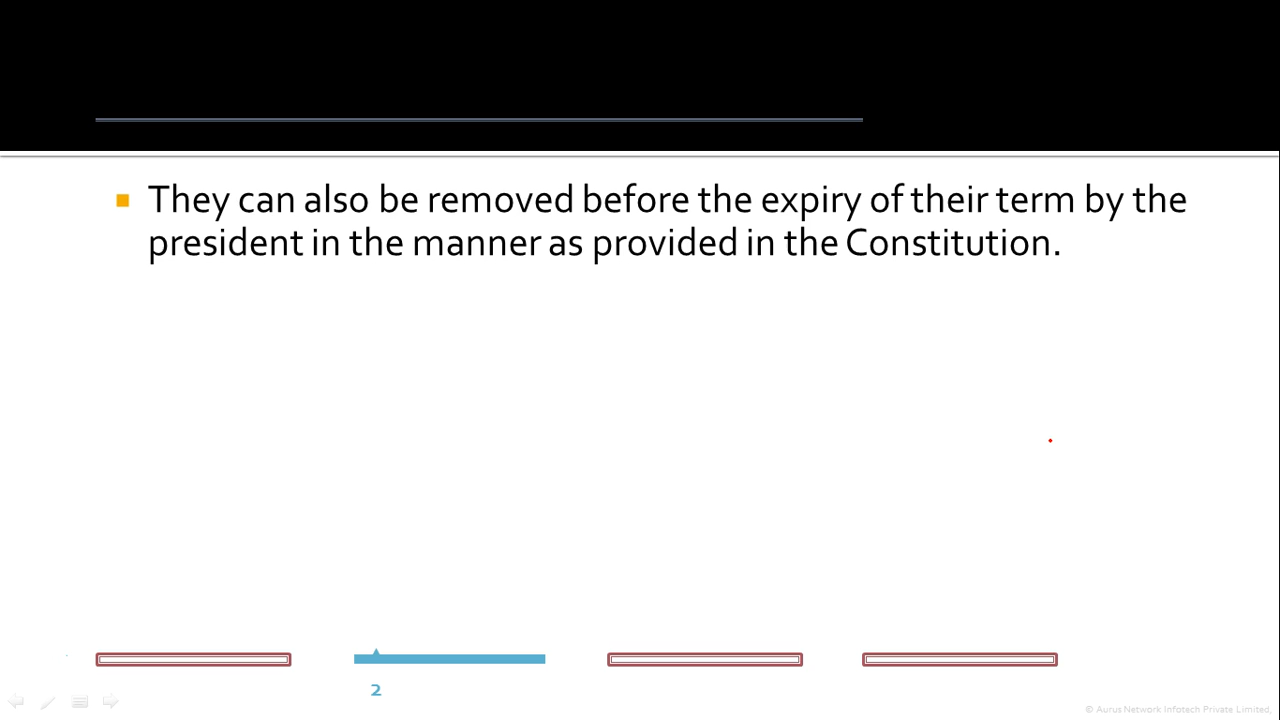 They can also be removed before the expiry of their term by the
president in the manner as provided in the Constitution.
2
© Aurus Network Infotech Private Limited,